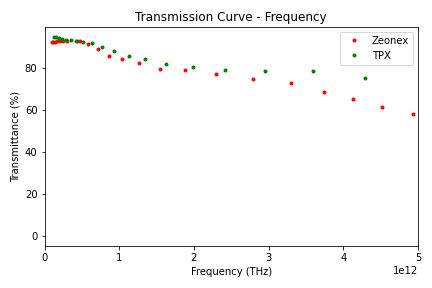 Transmission Curve - Frequency
Zeonex
TPX
Transmittance (%)
80
60
40
20
0
0
1
2
3
4
5
1e12
Frequency (THz)